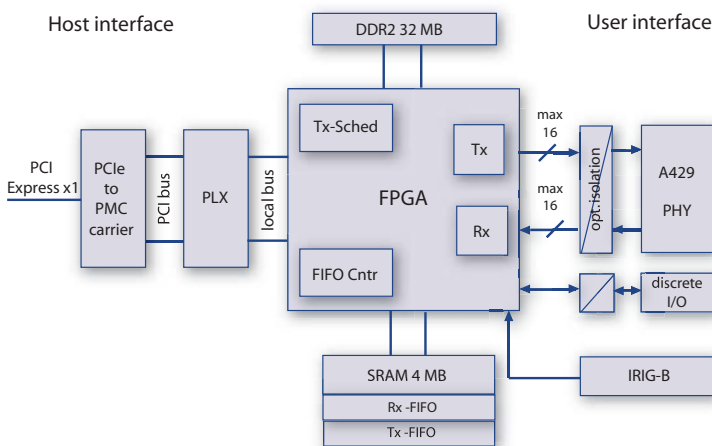 Host interface
DDR2 32 MB
User interface
Tx-Sched
max
16
Tx
PCI
Express x1
PCIe
to
PMC
carrier
PCI bus
PLX
local bus
FPGA
opt.isolation
A429
PHY
max
16
Rx
FIFO Cntr
discrete
I/O
SRAM 4 MB
Rx -FIFO
Tx -FIFO
IRIG-B